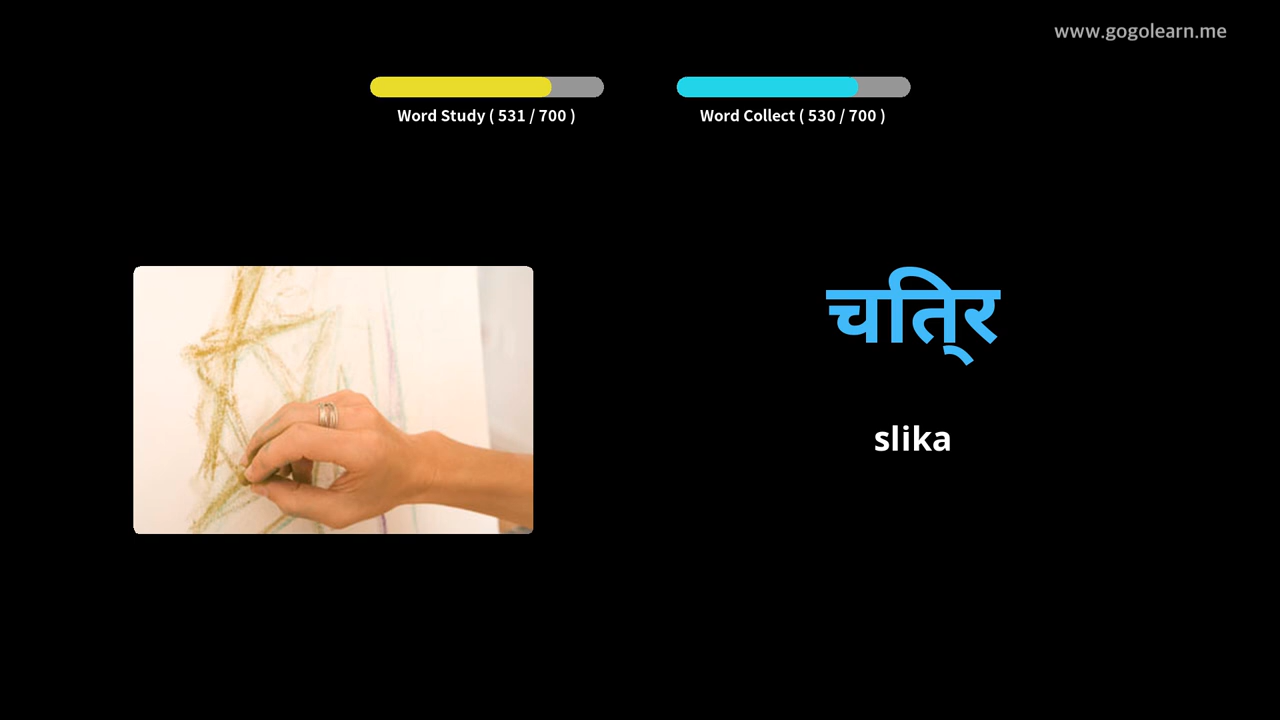 www.gogolearn.me
Word Study ( 531 / 700 )
Word Collect ( 530 / 700 )
चति्र
slika